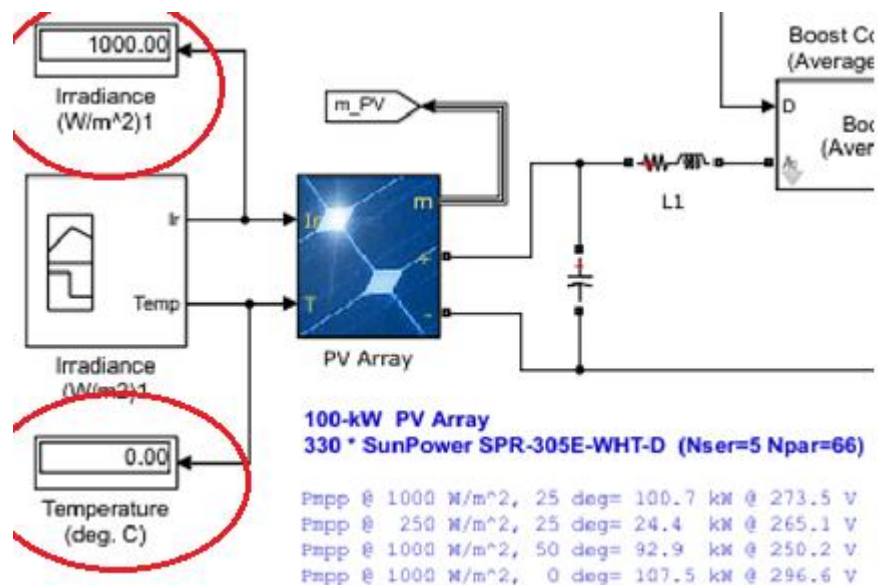 1000.00
Irradiance
(W/m^2)1
Ir
Temp
Irradiance
(W/m2)1
0.00
Temperature
(deg. C)
m_PV
Ir
T
m
+
-
PV Array
L1
Boost Co
(Average
D
Boo
(Aver
100-kW PV Array
330 * SunPower SPR-305E-WHT-D (Nser=5 Npar=66)
Pmpp @ 1000 W/m^2, 25 deg= 100.7 kW @ 273.5 V
Pmpp @ 250 W/m^2, 25 deg= 24.4 kW @ 265.1 V
Pmpp @ 1000 W/m^2, 50 deg= 92.9 kW @ 250.2 V
Pmpp @ 1000 W/m^2, 0 deg= 107.5 kW @ 296.6 V